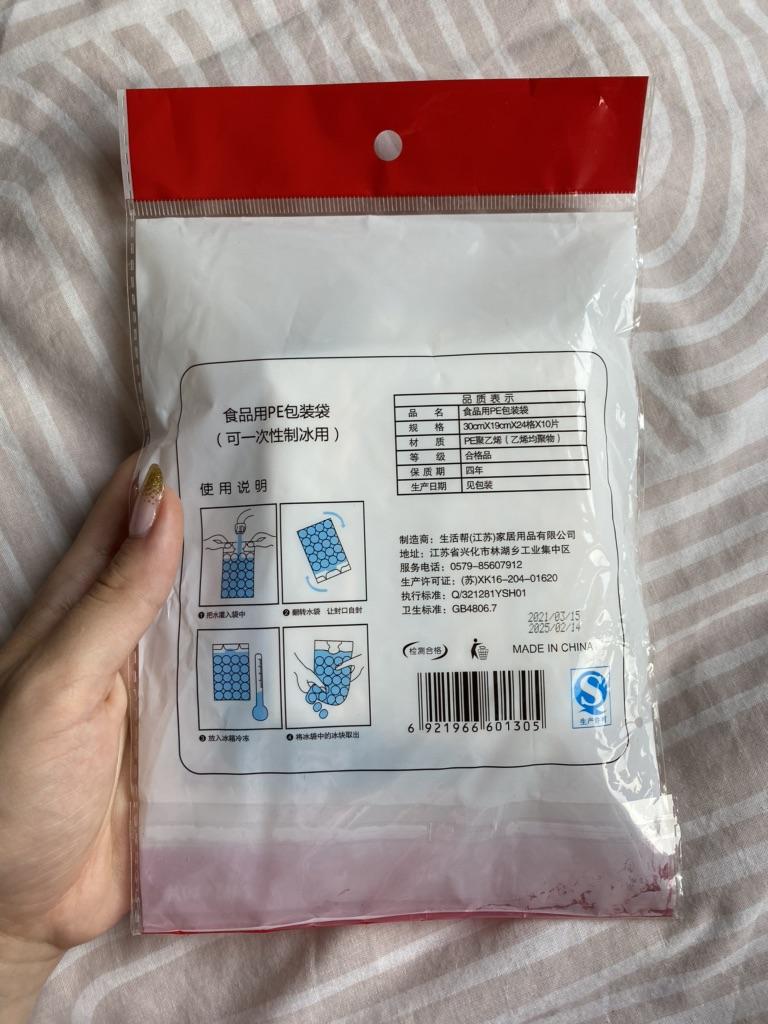 食品用PE包装袋
（可一次性制冰用）
使用说明
❶ 把水灌入袋中
❷ 翻转水袋 让封口自封
❸ 放入冰箱冷冻
❹ 将冰袋中的冰块取出
品质表示
品 名 食品用PE包装袋
规 格 30cmX19cmX24格X10片
材 质 PE聚乙烯（乙烯均聚物）
等 级 合格品
保质期 四年
生产日期 见包装
制造商：生活帮(江苏)家居用品有限公司
地址：江苏省兴化市林湖乡工业集中区
服务电话：0579-85607912
生产许可证：(苏)XK16-204-01620
执行标准：Q/321281YSH01
卫生标准：GB4806.7
2021/03/15
2025/02/14
检测合格
MADE IN CHINA
6 921966 601305
生产许可